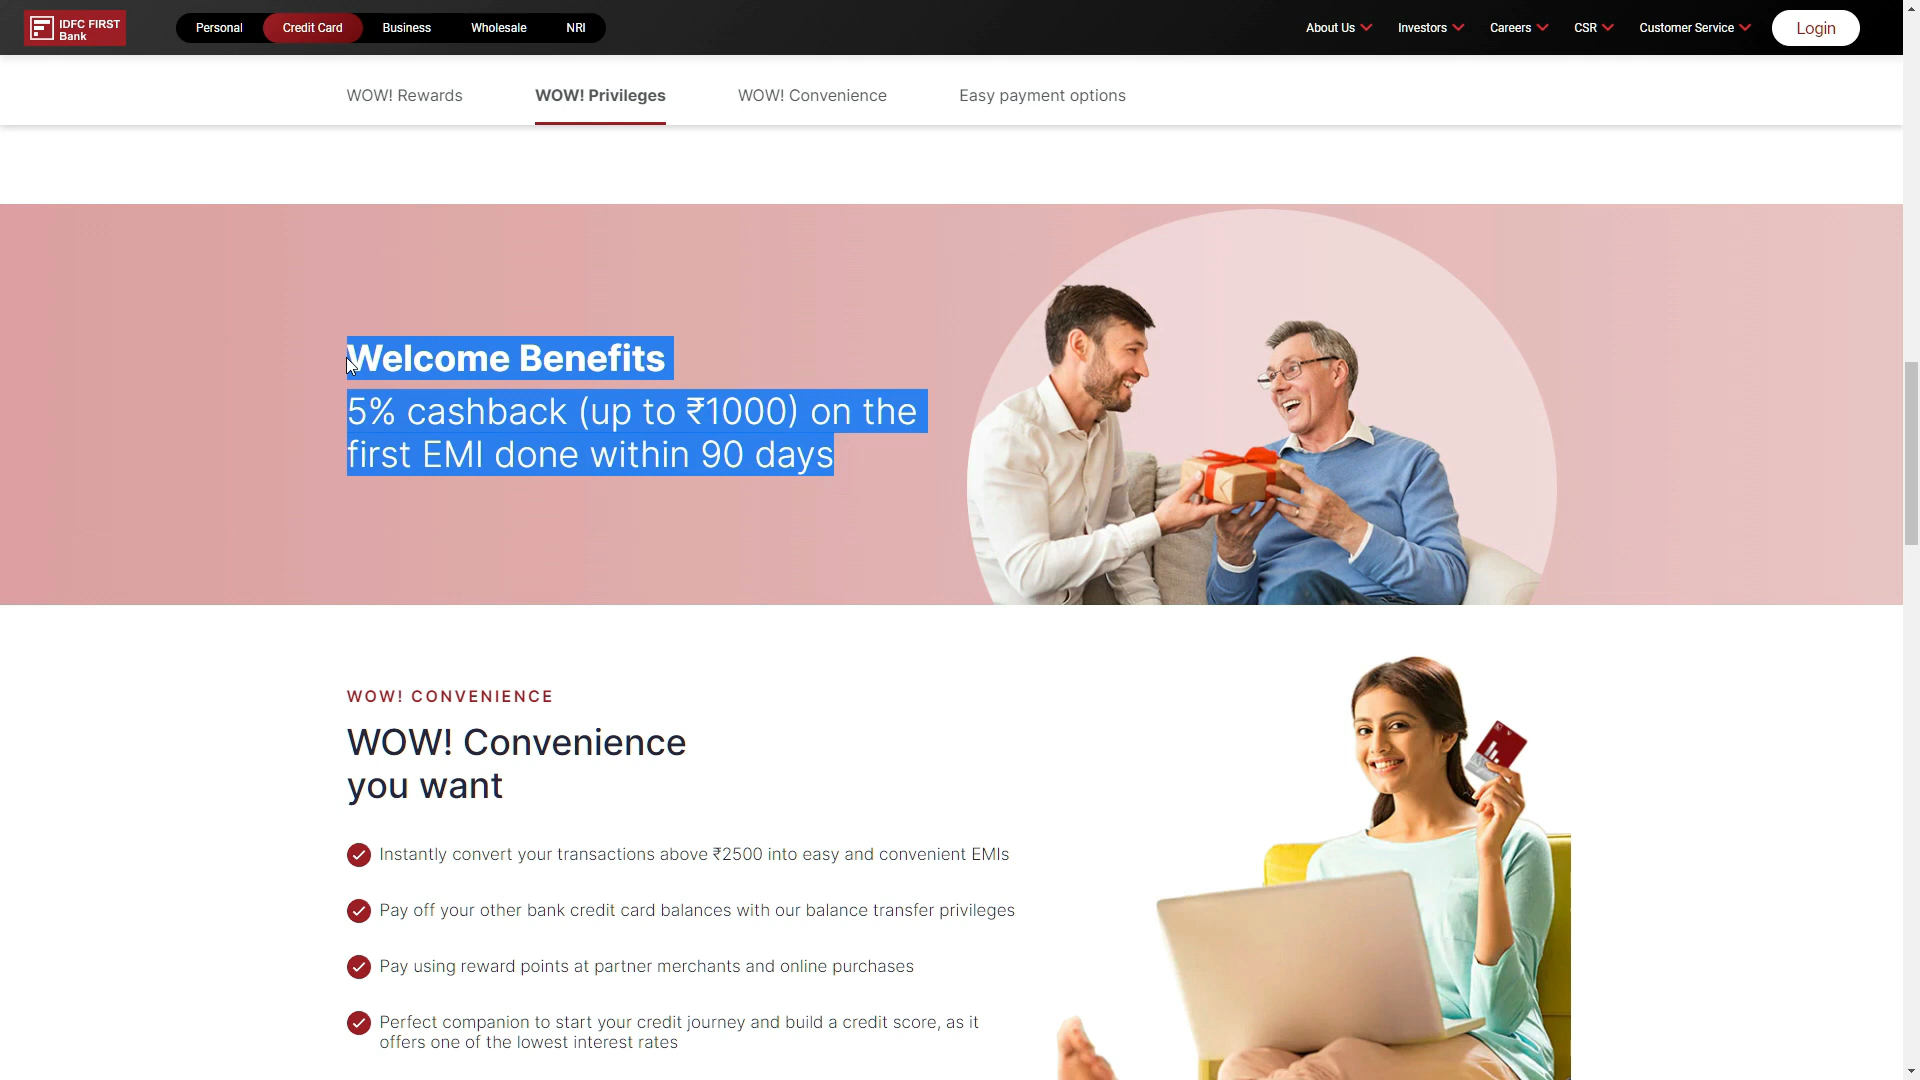 IDFC FIRST
Bank
Personal
Credit Card
Business
Wholesale
NRI
About Us
Investors
Careers
CSR
Customer Service
Login
WOW! Rewards
WOW! Privileges
WOW! Convenience
Easy payment options
Welcome Benefits
5% cashback (up to ₹1000) on the
first EMI done within 90 days
WOW! CONVENIENCE
WOW! Convenience
you want
Instantly convert your transactions above ₹2500 into easy and convenient EMIs
Pay off your other bank credit card balances with our balance transfer privileges
Pay using reward points at partner merchants and online purchases
Perfect companion to start your credit journey and build a credit score, as it
offers one of the lowest interest rates